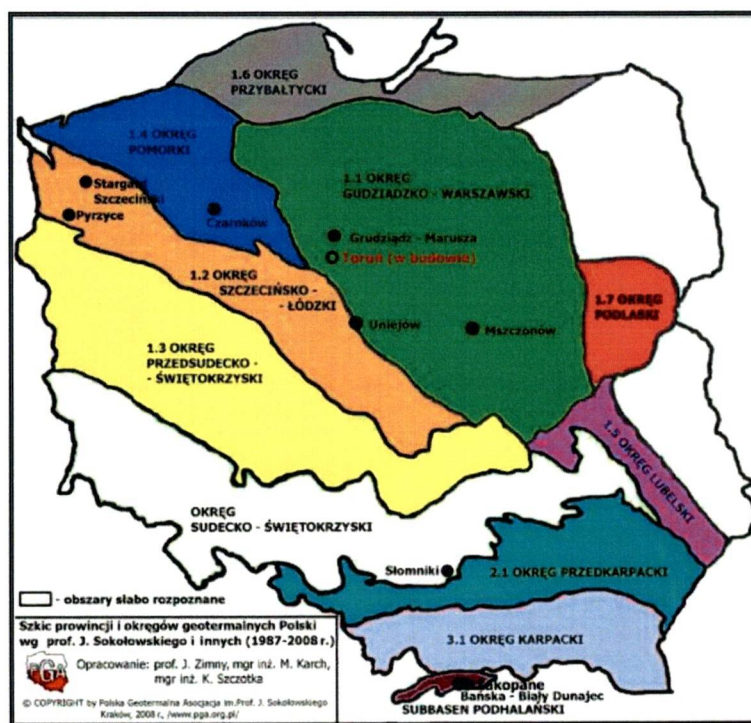 1.6 OKRĘG
PRZYBAŁTYCKI
1.4 OKRĘG
POMORKI
1.1 OKRĘG
GUDZIĄDZKO - WARSZAWSKI
Stargard
Szczeciński
Pyrzyce
Czarnków
Grudziądz - Marusza
Toruń (w budowie)
1.2 OKRĘG
SZCZECIŃSKO -
- ŁÓDZKI
1.7 OKRĘG
PODLASKI
Uniejów
Mszczonów
1.3 OKRĘG
PRZEDSUDECKO -
- ŚWIĘTOKRZYSKI
1.5 OKRĘG LUBELSKI
OKRĘG
SUDECKO - ŚWIĘTOKRZYSKI
Słomniki
2.1 OKRĘG PRZEDKARPACKI
- obszary słabo rozpoznane
3.1 OKRĘG KARPACKI
Szkic prowincji i okręgów geotermalnych Polski
wg prof. J. Sokołowskiego i innych (1987-2008 r.)
PGA
Opracowanie: prof. J. Zimny, mgr inż. M. Karch,
mgr inż. K. Szczotka
© COPYRIGHT by Polska Geotermalna Asocjacja im.Prof. J. Sokołowskiego
Kraków, 2008 r., /www.pga.org.pl/
Zakopane
Bańska - Biały Dunajec
SUBBASEN PODHALAŃSKI